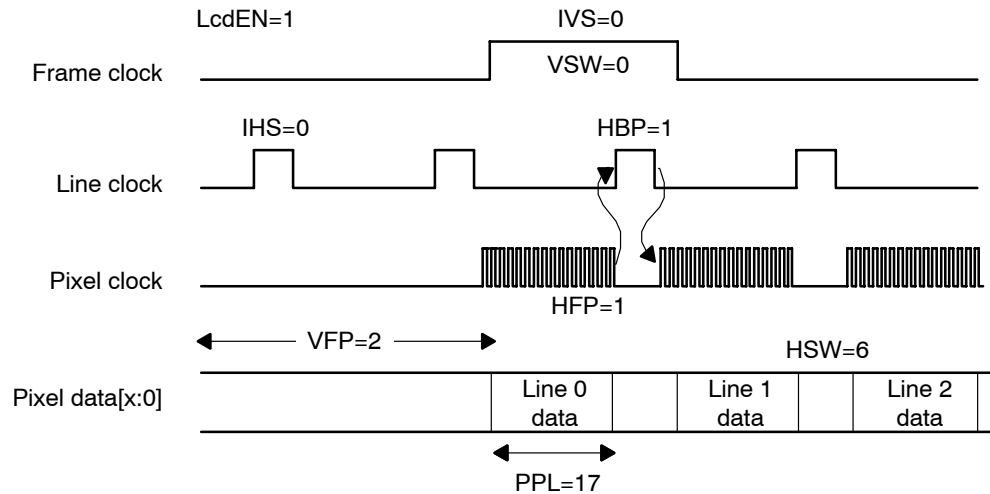 LcdEN=1
IVS=0
Frame clock
VSW=0
IHS=0
HBP=1
Line clock
Pixel clock
HFP=1
VFP=2
HSW=6
Pixel data[x:0]
Line 0
data
Line 1
data
Line 2
data
PPL=17